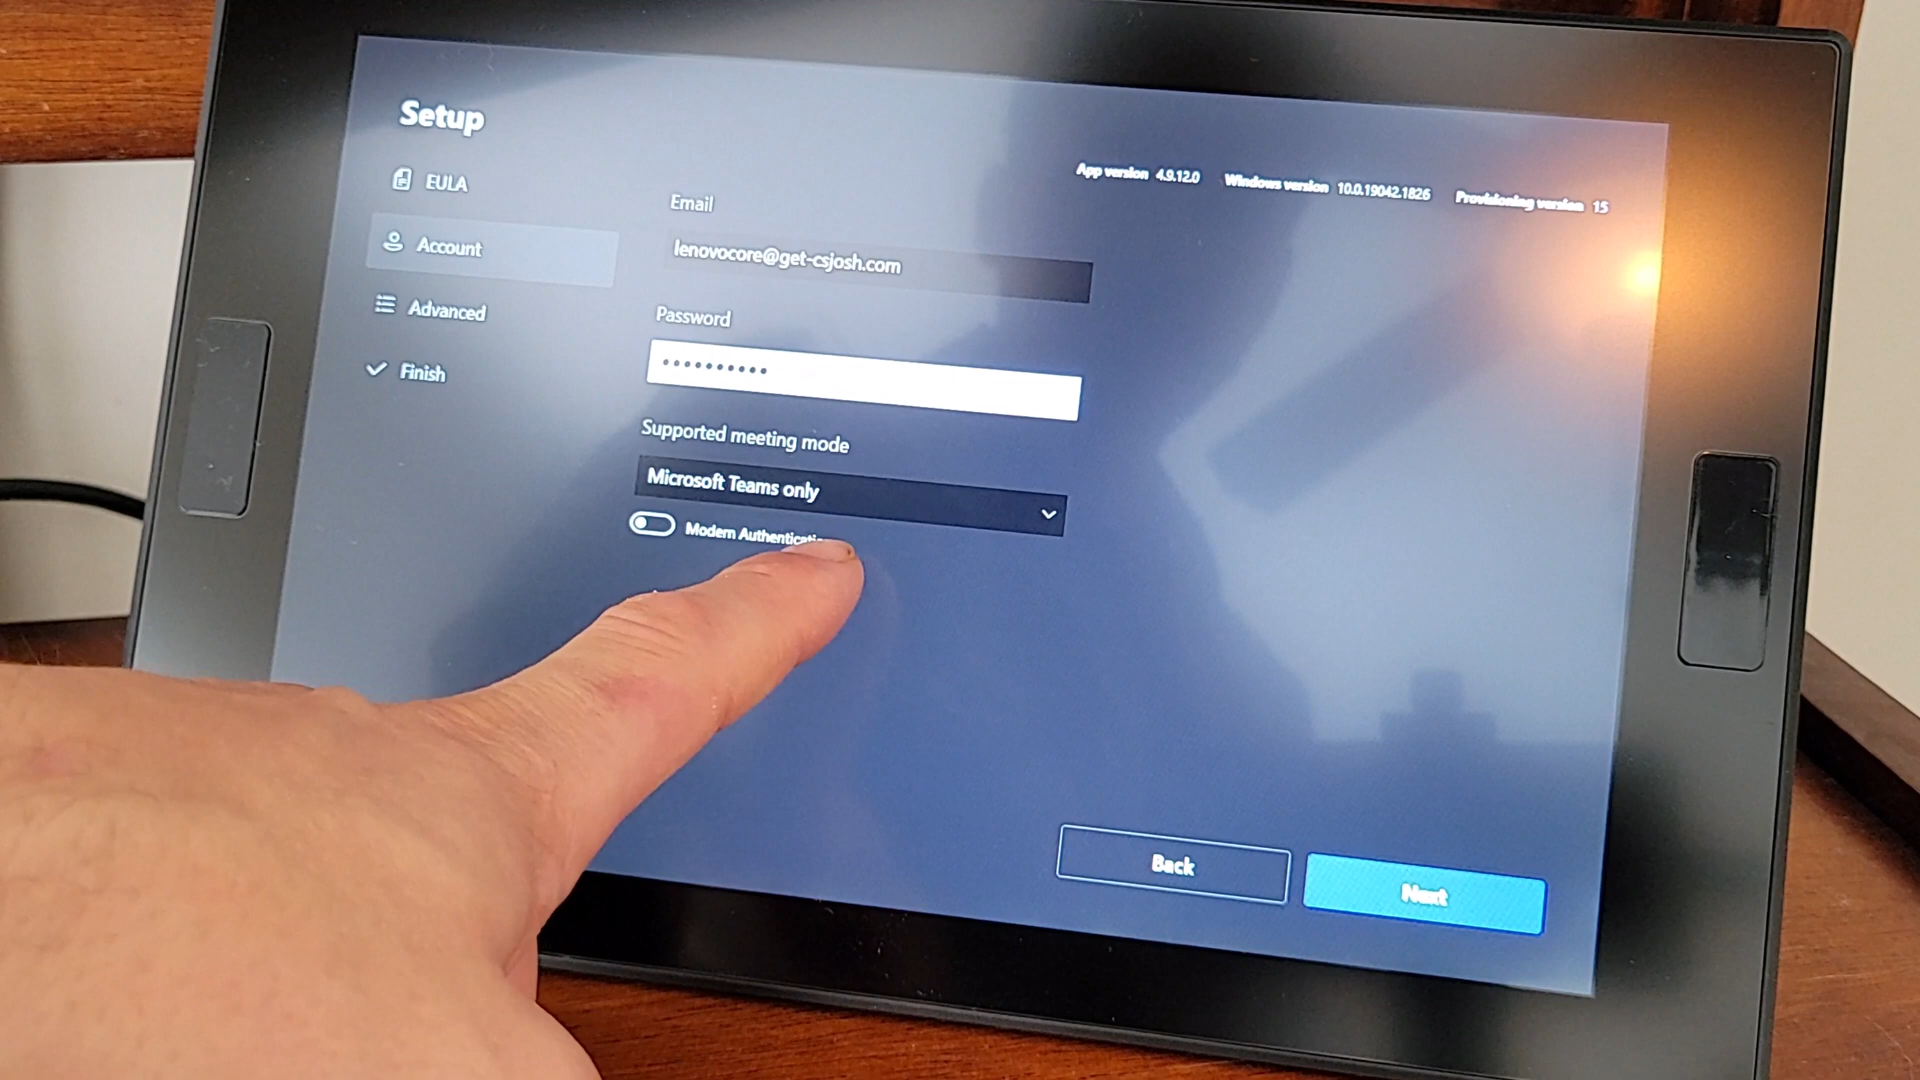 Setup
EULA
Account
Advanced
Finish
App version 4.9.12.0 Windows version 10.0.19042.1826 Provisioning version 15
Email
lenovocore@get-csjosh.com
Password
Supported meeting mode
Microsoft Teams only
Modern
Back
Next